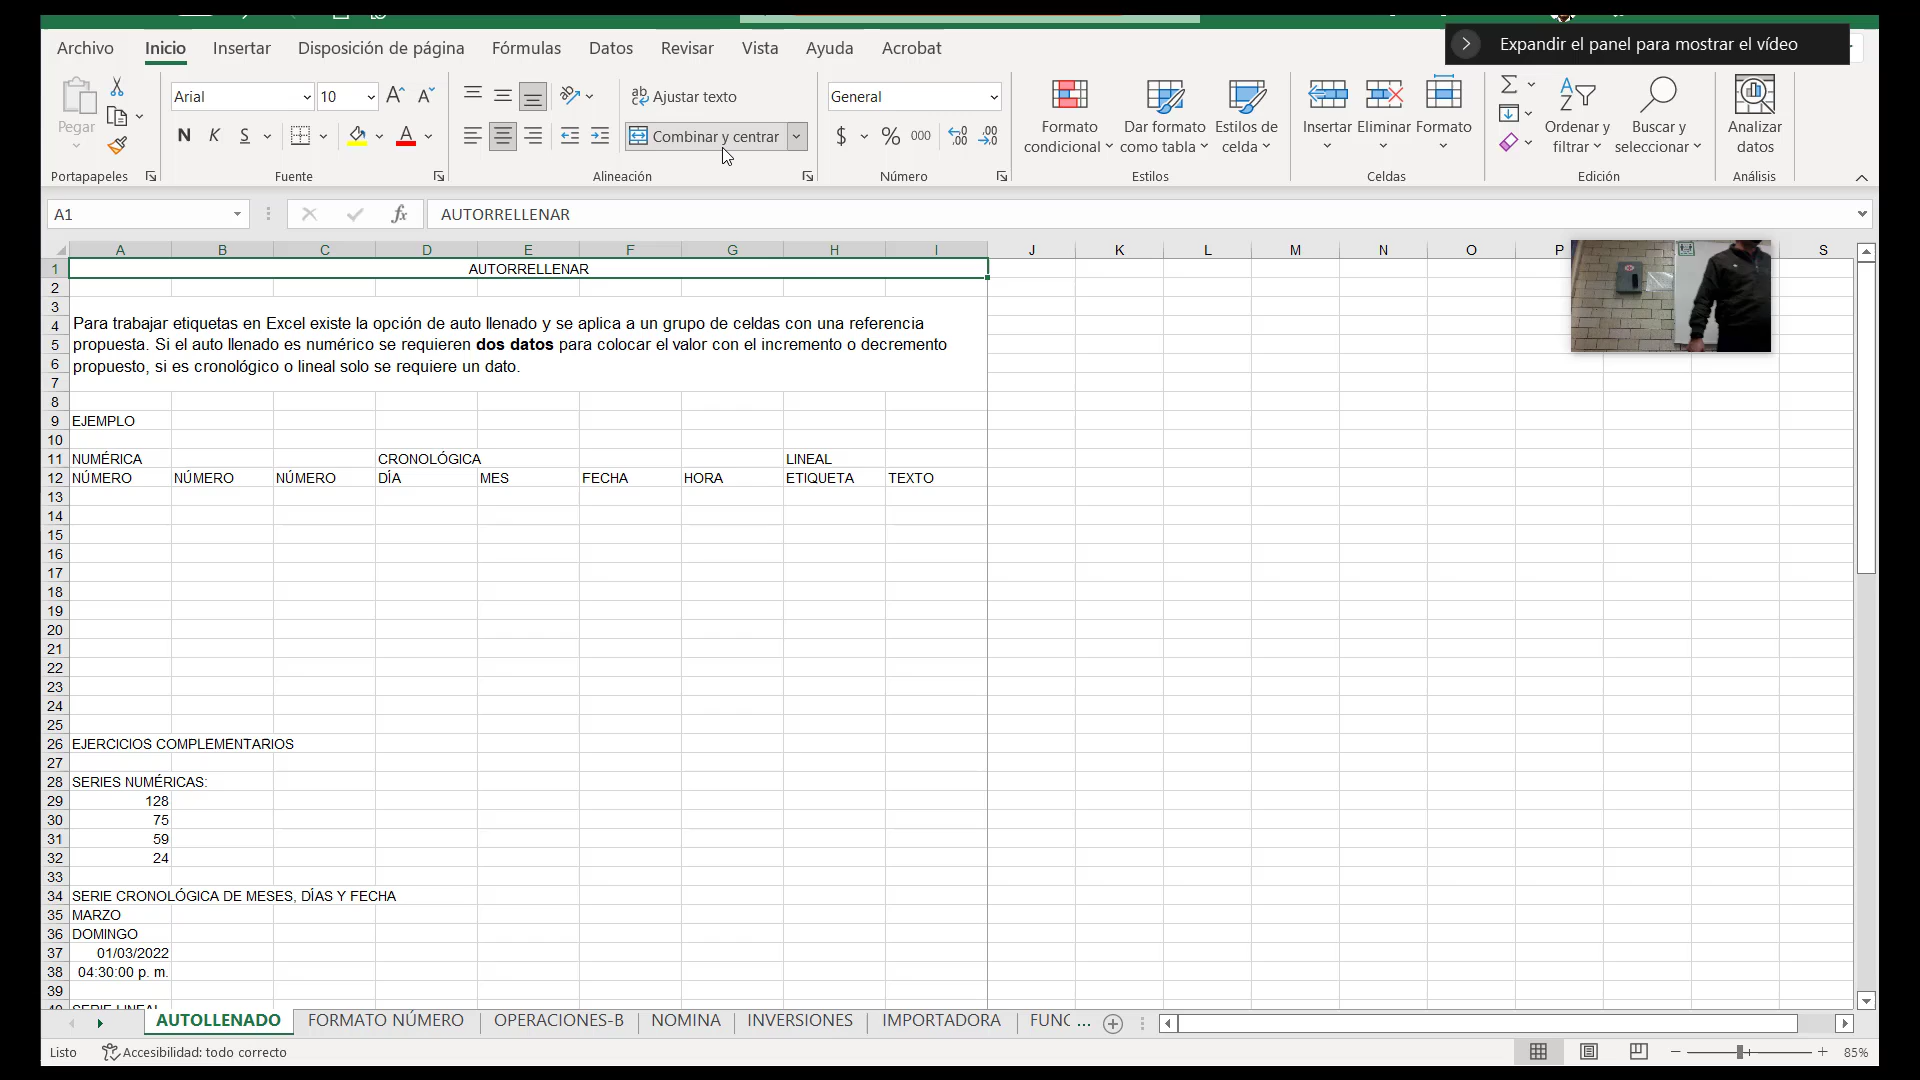 Archivo Inicio Insertar Disposición de página Fórmulas Datos Revisar Vista Ayuda Acrobat
Expandir el panel para mostrar el vídeo
Pegar
Arial 10
N K S
Ajustar texto
Combinar y centrar
General
$ % 000
Formato condicional
Dar formato como tabla
Estilos de celda
Insertar Eliminar Formato
Ordenar y filtrar
Buscar y seleccionar
Analizar datos
Portapapeles Fuente Alineación Número Estilos Celdas Edición Análisis
A1 fx AUTORRELLENAR
A B C D E F G H I J K L M N O P S
1 AUTORRELLENAR
2
3
4 Para trabajar etiquetas en Excel existe la opción de auto llenado y se aplica a un grupo de celdas con una referencia
5 propuesta. Si el auto llenado es numérico se requieren dos datos para colocar el valor con el incremento o decremento
6 propuesto, si es cronológico o lineal solo se requiere un dato.
7
8
9 EJEMPLO
10
11 NUMÉRICA CRONOLÓGICA LINEAL
12 NÚMERO NÚMERO NÚMERO DÍA MES FECHA HORA ETIQUETA TEXTO
13
14
15
16
17
18
19
20
21
22
23
24
25
26 EJERCICIOS COMPLEMENTARIOS
27
28 SERIES NUMÉRICAS:
29 128
30 75
31 59
32 24
33
34 SERIE CRONOLÓGICA DE MESES, DÍAS Y FECHA
35 MARZO
36 DOMINGO
37 01/03/2022
38 04:30:00 p. m.
39
AUTOLLENADO FORMATO NÚMERO OPERACIONES-B NOMINA INVERSIONES IMPORTADORA FUNC ...
Listo Accesibilidad: todo correcto 85%